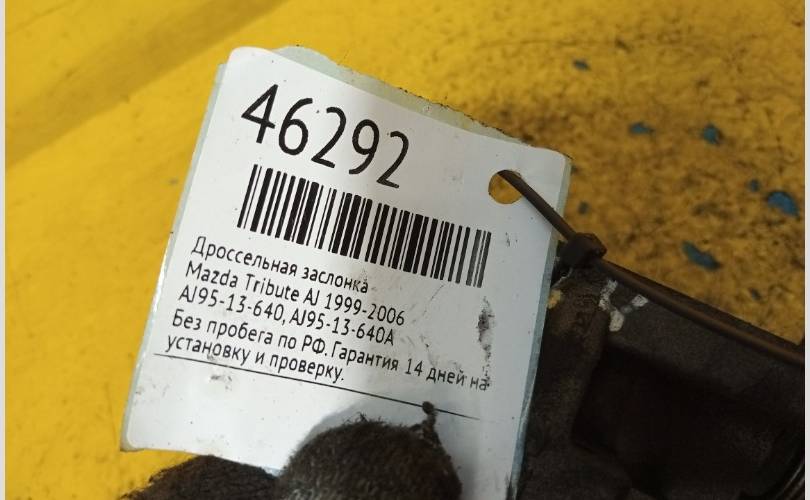 46292
Дроссельная заслонка
Mazda Tribute AJ 1999-2006
AJ95-13-640, AJ95-13-640A
Без пробега по РФ. Гарантия 14 дней на
установку и проверку.